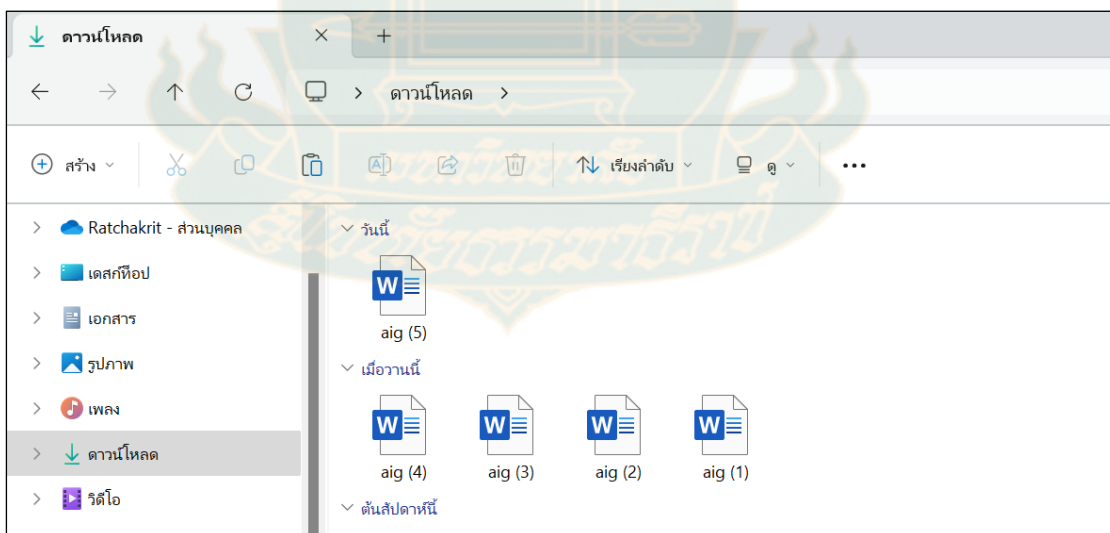 ดาวน์โหลด
ดาวน์โหลด
สร้าง เรียงลำดับ ดู
Ratchakrit - ส่วนบุคคล
เดสก์ท็อป
เอกสาร
รูปภาพ
เพลง
ดาวน์โหลด
วิดีโอ
วันนี้
aig (5)
เมื่อวานนี้
aig (4) aig (3) aig (2) aig (1)
ต้นสัปดาห์นี้